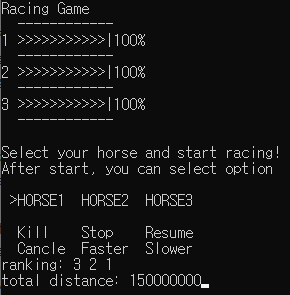 Racing Game
------------
1 >>>>>>>>>>>|100%
------------
2 >>>>>>>>>>>|100%
------------
3 >>>>>>>>>>>|100%
------------
Select your horse and start racing!
After start, you can select option
>HORSE1 HORSE2 HORSE3
Kill Stop Resume
Cancle Faster Slower
ranking: 3 2 1
total distance: 150000000